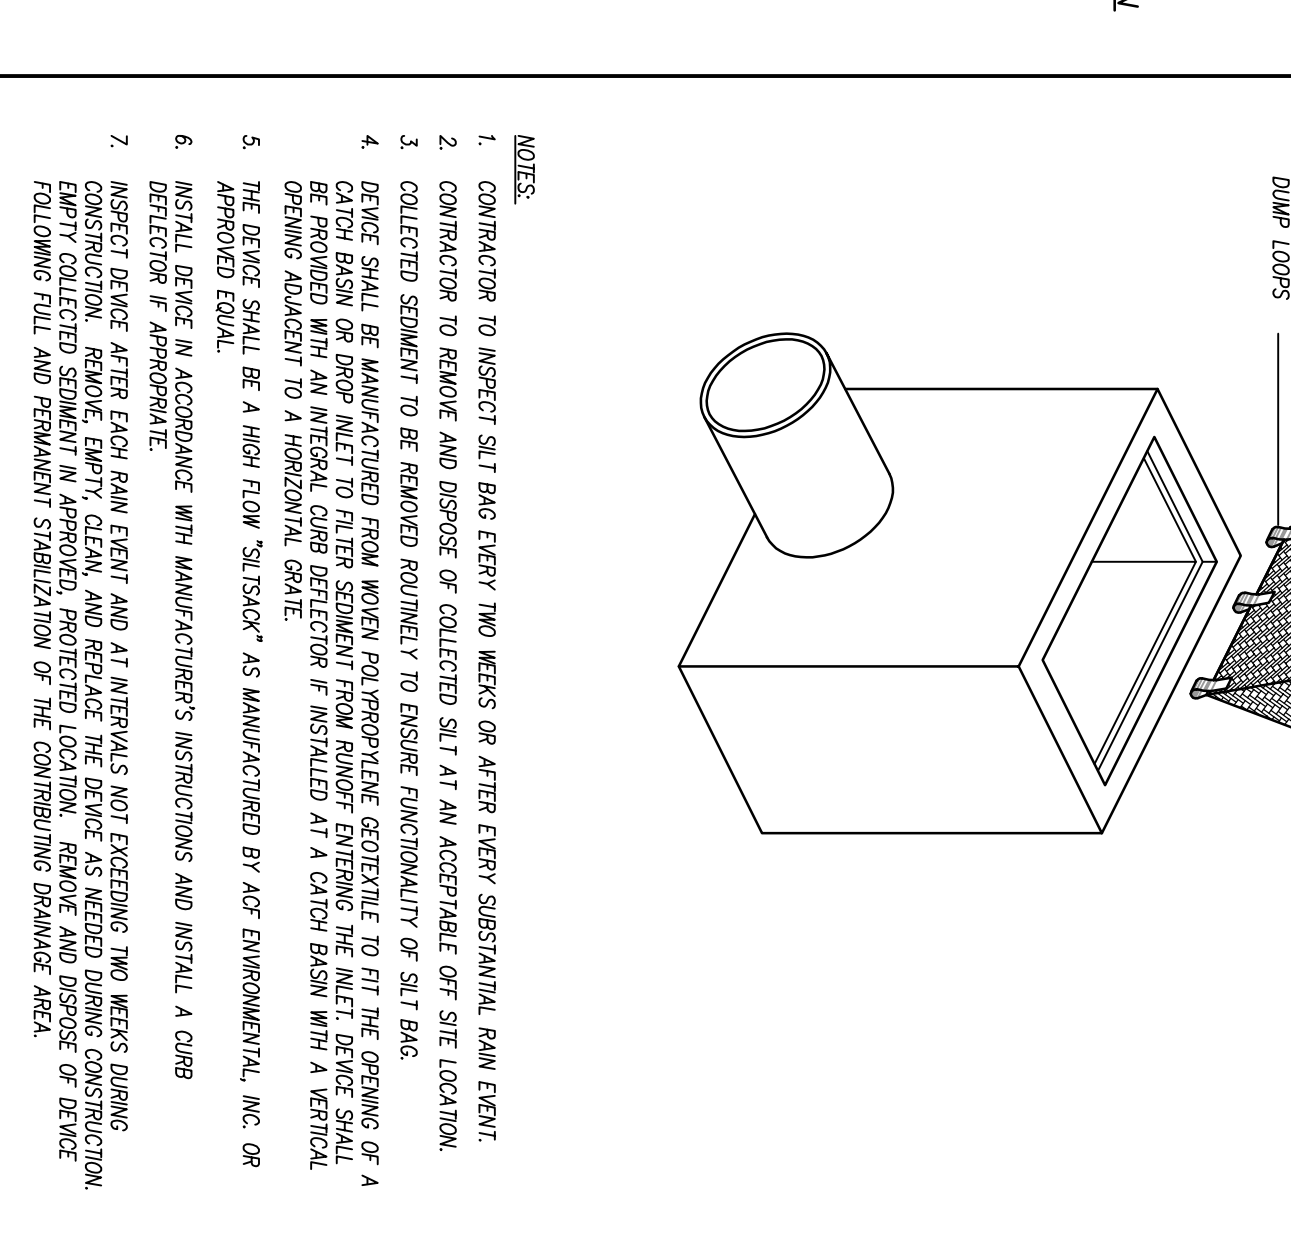 DUMP LOOPS
NOTES:
1. CONTRACTOR TO INSPECT SILT BAG EVERY TWO WEEKS OR AFTER EVERY SUBSTANTIAL RAIN EVENT.
2. CONTRACTOR TO REMOVE AND DISPOSE OF COLLECTED SILT AT AN ACCEPTABLE OFF SITE LOCATION.
3. COLLECTED SEDIMENT TO BE REMOVED ROUTINELY TO ENSURE FUNCTIONALITY OF SILT BAG.
4. DEVICE SHALL BE MANUFACTURED FROM WOVEN POLYPROPYLENE GEOTEXTILE TO FIT THE OPENING OF A
CATCH BASIN OR DROP INLET TO FILTER SEDIMENT FROM RUNOFF ENTERING THE INLET. DEVICE SHALL
BE PROVIDED WITH AN INTEGRAL CURB DEFLECTOR IF INSTALLED AT A CATCH BASIN WITH A VERTICAL
OPENING ADJACENT TO A HORIZONTAL GRATE.
5. THE DEVICE SHALL BE A HIGH FLOW "SILTSACK" AS MANUFACTURED BY ACF ENVIRONMENTAL, INC. OR
APPROVED EQUAL.
6. INSTALL DEVICE IN ACCORDANCE WITH MANUFACTURER'S INSTRUCTIONS AND INSTALL A CURB
DEFLECTOR IF APPROPRIATE.
7. INSPECT DEVICE AFTER EACH RAIN EVENT AND AT INTERVALS NOT EXCEEDING TWO WEEKS DURING
CONSTRUCTION. REMOVE, EMPTY, CLEAN, AND REPLACE THE DEVICE AS NEEDED DURING CONSTRUCTION.
EMPTY COLLECTED SEDIMENT IN APPROVED, PROTECTED LOCATION. REMOVE AND DISPOSE OF DEVICE
FOLLOWING FULL AND PERMANENT STABILIZATION OF THE CONTRIBUTING DRAINAGE AREA.